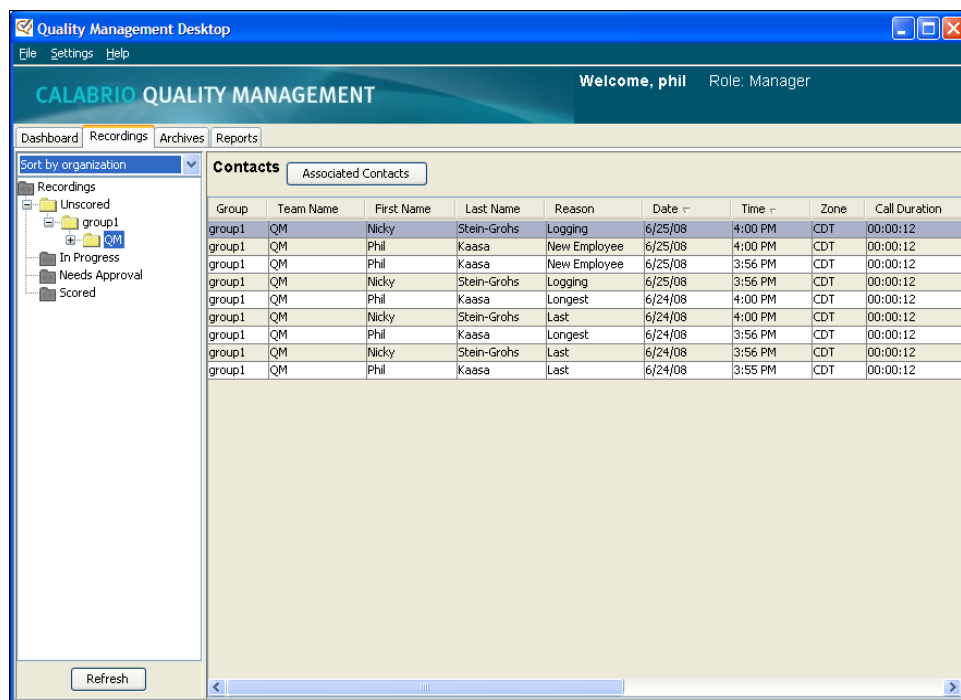 Quality Management Desktop
File Settings Help
CALABRIO QUALITY MANAGEMENT
Welcome, phil Role: Manager
Dashboard Recordings Archives Reports
Sort by organization
Recordings
Unscored
group1
QM
In Progress
Needs Approval
Scored
Refresh
Contacts Associated Contacts
Group Team Name First Name Last Name Reason Date Time Zone Call Duration
group1 QM Nicky Stein-Grohs Logging 6/25/08 4:00 PM CDT 00:00:12
group1 QM Phil Kaasa New Employee 6/25/08 4:00 PM CDT 00:00:12
group1 QM Phil Kaasa New Employee 6/25/08 3:56 PM CDT 00:00:12
group1 QM Nicky Stein-Grohs Logging 6/25/08 3:56 PM CDT 00:00:12
group1 QM Phil Kaasa Longest 6/24/08 4:00 PM CDT 00:00:12
group1 QM Nicky Stein-Grohs Last 6/24/08 4:00 PM CDT 00:00:12
group1 QM Phil Kaasa Longest 6/24/08 3:56 PM CDT 00:00:12
group1 QM Nicky Stein-Grohs Last 6/24/08 3:56 PM CDT 00:00:12
group1 QM Phil Kaasa Last 6/24/08 3:55 PM CDT 00:00:12